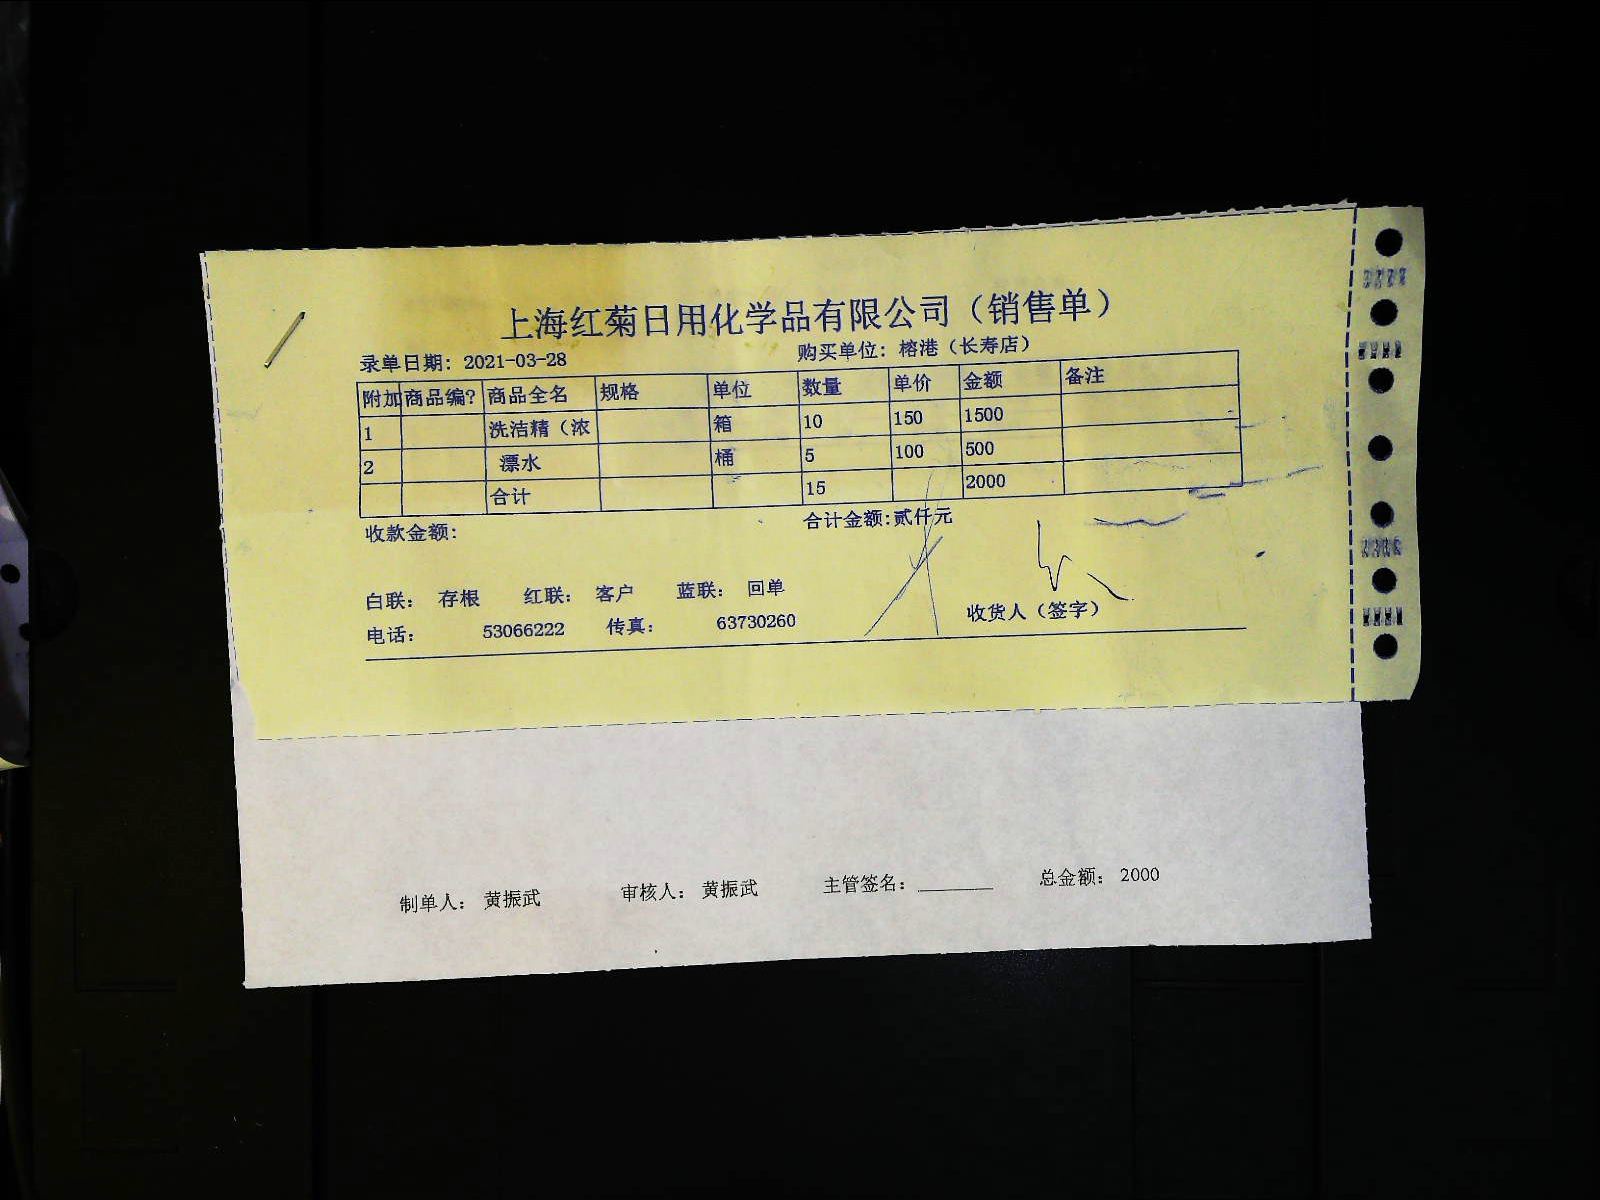 上海红菊日用化学品有限公司（销售单）
录单日期: 2021-03-28 购买单位: 榕港（长寿店）
附加 商品编? 商品全名 规格 单位 数量 单价 金额 备注
1 洗洁精（浓 箱 10 150 1500
2 漂水 桶 5 100 500
合计 15 2000
收款金额: 合计金额:贰仟元
白联: 存根 红联: 客户 蓝联: 回单
电话: 53066222 传真: 63730260 收货人（签字）
制单人: 黄振武 审核人: 黄振武 主管签名: 总金额: 2000